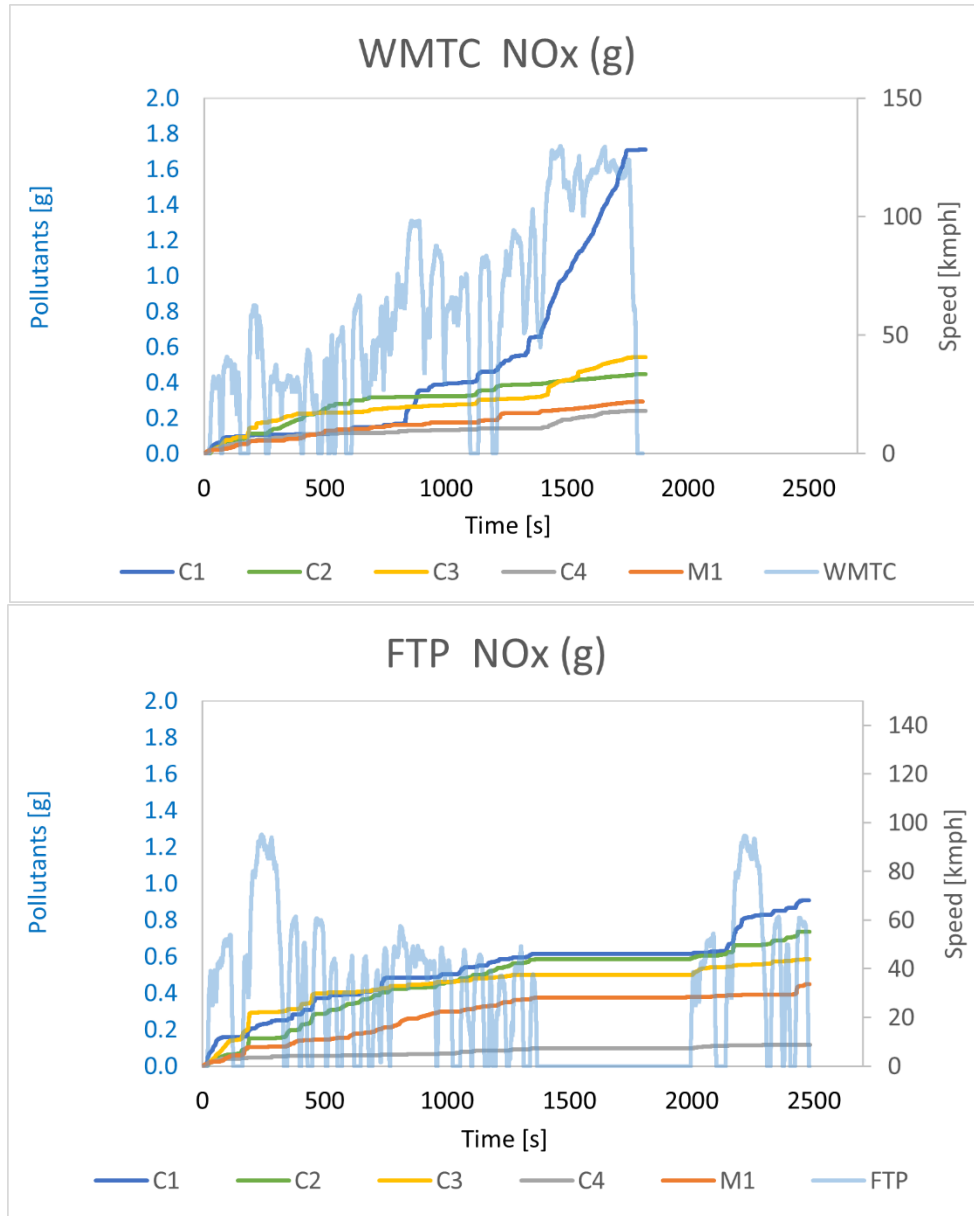 WMTC NOx (g)
2.0
1.8
1.6
1.4
1.2
1.0
0.8
0.6
0.4
0.2
0.0
Pollutants [g]
150
100
50
0
Speed [kmph]
0 500 1000 1500 2000 2500
Time [s]
C1 C2 C3 C4 M1 WMTC
FTP NOx (g)
2.0
1.8
1.6
1.4
1.2
1.0
0.8
0.6
0.4
0.2
0.0
Pollutants [g]
140
120
100
80
60
40
20
0
Speed [kmph]
0 500 1000 1500 2000 2500
Time [s]
C1 C2 C3 C4 M1 FTP